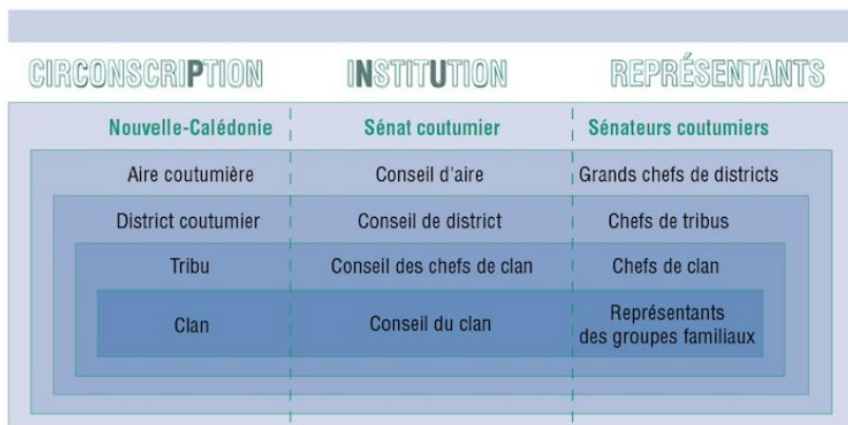 CIRCONSCRIPTION INSTITUTION REPRÉSENTANTS
Nouvelle-Calédonie Sénat coutumier Sénateurs coutumiers
Aire coutumière Conseil d'aire Grands chefs de districts
District coutumier Conseil de district Chefs de tribus
Tribu Conseil des chefs de clan Chefs de clan
Clan Conseil du clan Représentants
des groupes familiaux